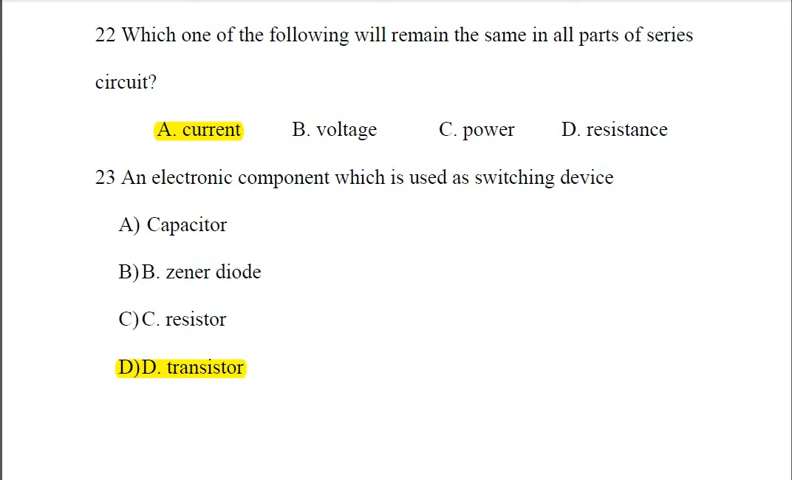 22 Which one of the following will remain the same in all parts of series
circuit?
A. current B. voltage C. power D. resistance
23 An electronic component which is used as switching device
A) Capacitor
B)B. zener diode
C)C. resistor
D)D. transistor